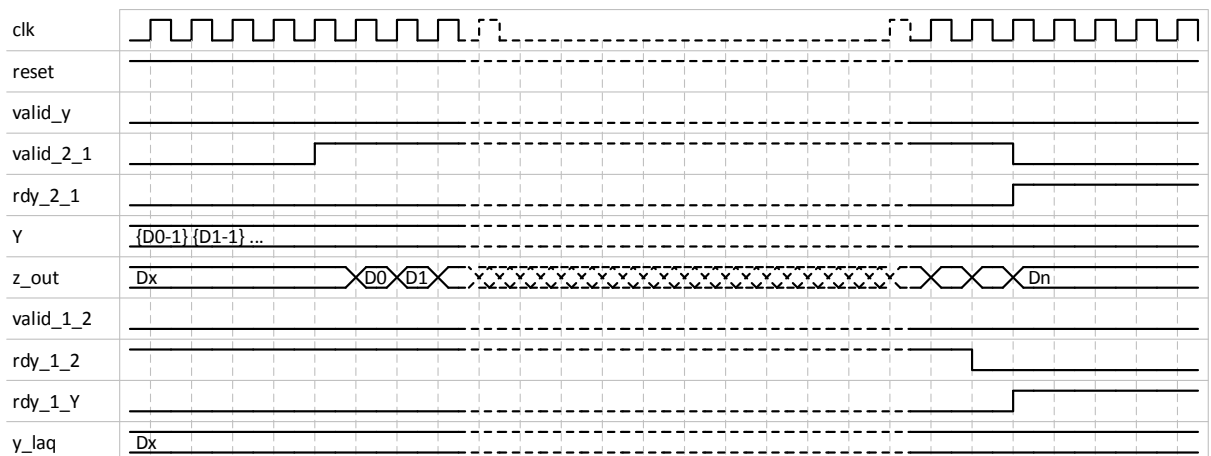 clk
reset
valid_y
valid_2_1
rdy_2_1
Y {D0-1} {D1-1} ...
z_out Dx D0 D1 Dn
valid_1_2
rdy_1_2
rdy_1_Y
y_laq Dx